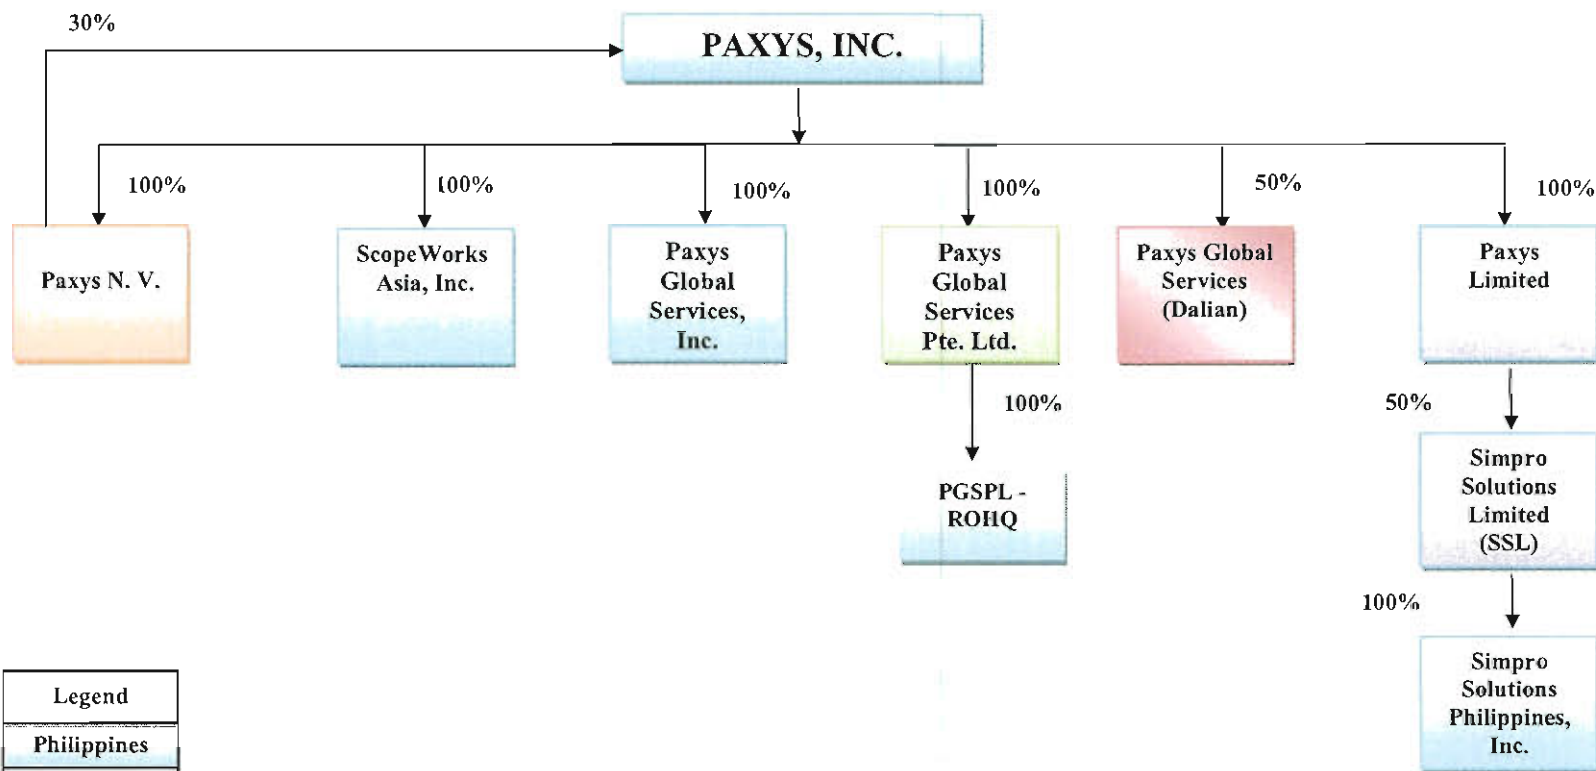 30%
PAXYS, INC.
100%
100%
100%
100%
50%
100%
Paxys N. V.
ScopeWorks
Asia, Inc.
Paxys
Global
Services,
Inc.
Paxys
Global
Services
Pte. Ltd.
Paxys Global
Services
(Dalian)
Paxys
Limited
100%
50%
PGSPL -
ROHQ
Simpro
Solutions
Limited
(SSL)
100%
Simpro
Solutions
Philippines,
Inc.
Legend
Philippines